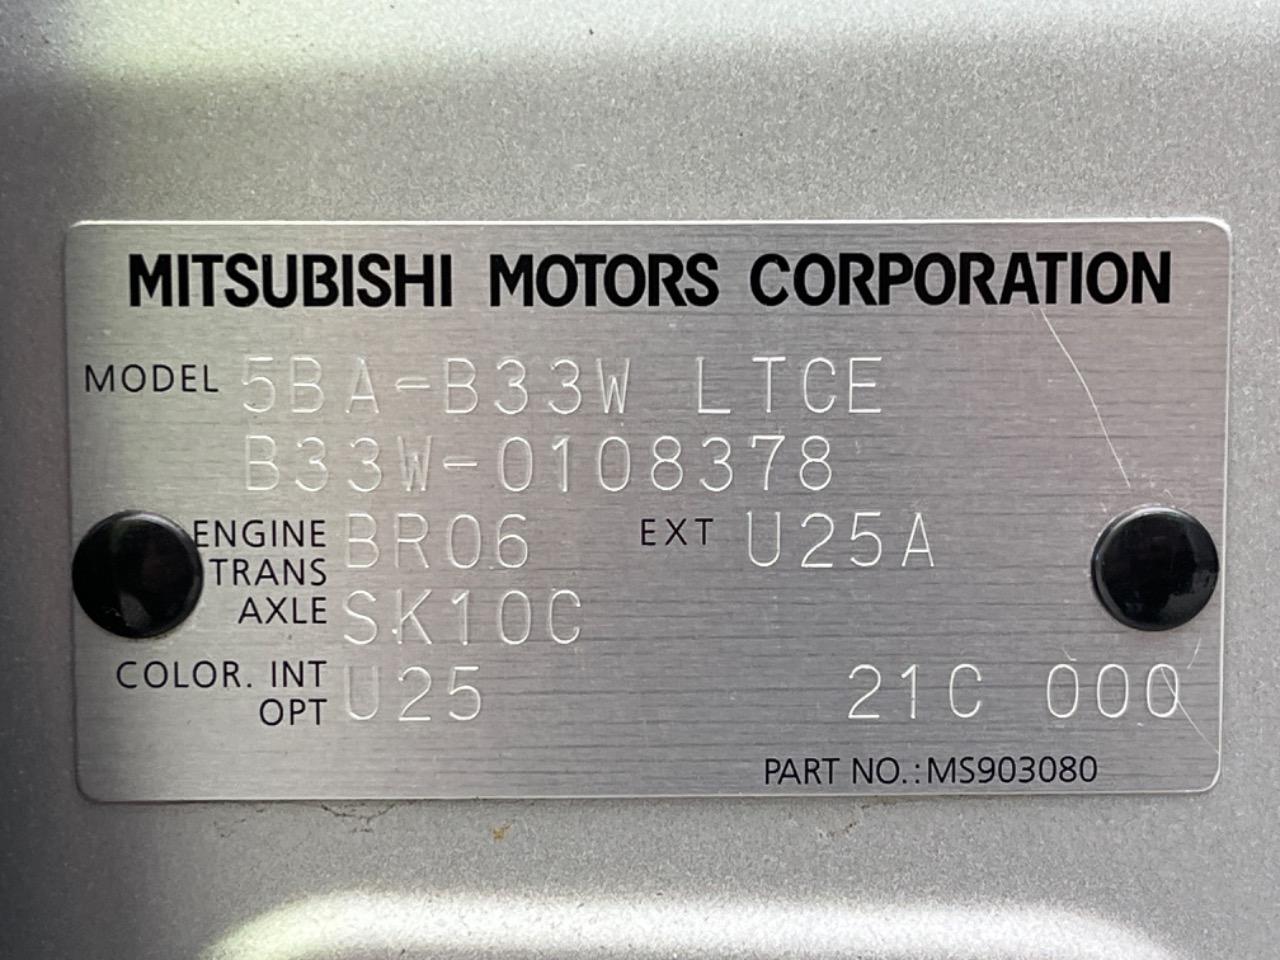 MITSUBISHI MOTORS CORPORATION
MODEL 5BA-B33W LTCE
B33W-0108378
ENGINE BR06 EXT U25A
TRANS
AXLE SK10C
COLOR. INT U25 21C 000
OPT
PART NO.:MS903080